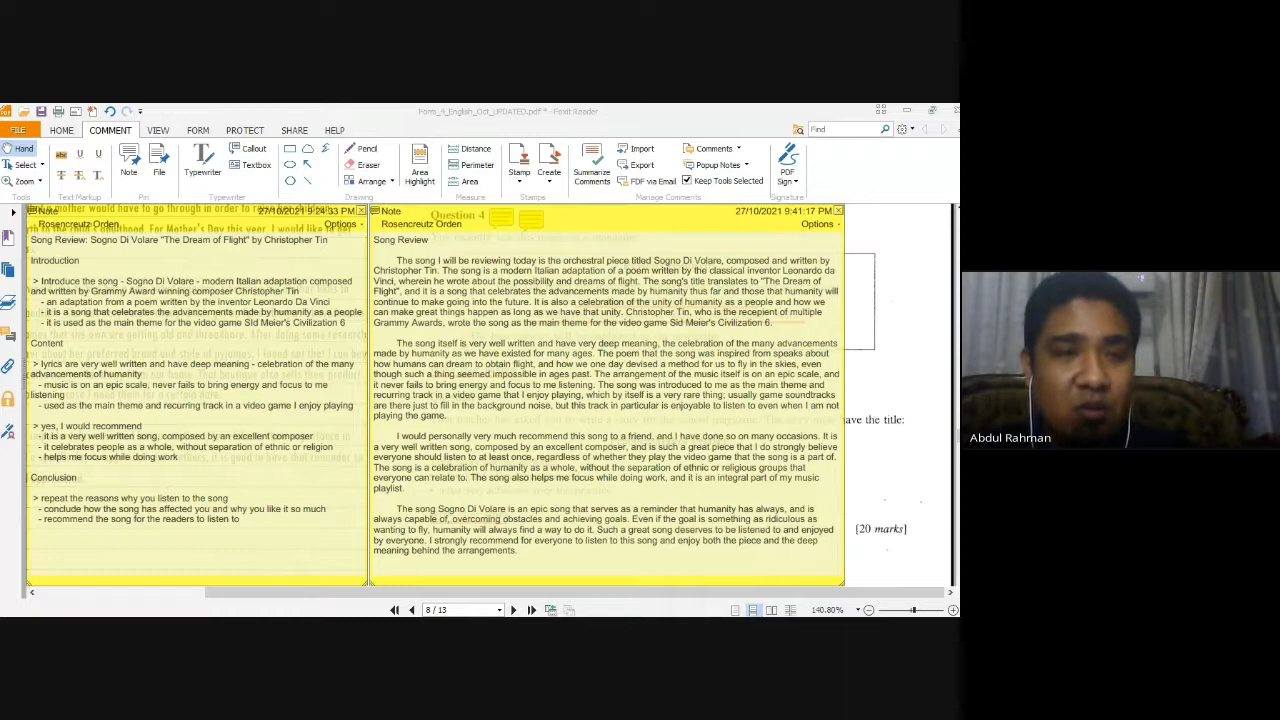 Form_4_English_Oct_UPDATED.pdf * - Foxit Reader
FILE HOME COMMENT VIEW FORM PROTECT SHARE HELP
Find
Hand
Select
Zoom
Tools
Text Markup
Note
File
Pin
Typewriter
Callout
Textbox
Typewriter
Pencil
Eraser
Arrange
Drawing
Area Highlight
Distance
Perimeter
Area
Measure
Stamp
Create
Stamps
Summarize Comments
Import
Export
FDF via Email
Comments
Popup Notes
Keep Tools Selected
Manage Comments
PDF Sign
Signature
Note 27/10/2021 9:24:33 PM
Rosencreutz Orden Options
Song Review: Sogno Di Volare "The Dream of Flight" by Christopher Tin
Introduction
> Introduce the song - Sogno Di Volare - modern Italian adaptation composed
and written by Grammy Award winning composer Christopher Tin
- an adaptation from a poem written by the inventor Leonardo Da Vinci
- it is a song that celebrates the advancements made by humanity as a people
- it is used as the main theme for the video game SId Meier's Civilization 6
Content
> lyrics are very well written and have deep meaning - celebration of the many
advancements of humanity
- music is on an epic scale, never fails to bring energy and focus to me
listening
- used as the main theme and recurring track in a video game I enjoy playing
> yes, I would recommend
- it is a very well written song, composed by an excellent composer
- it celebrates people as a whole, without separation of ethnic or religion
- helps me focus while doing work
Conclusion
> repeat the reasons why you listen to the song
- conclude how the song has affected you and why you like it so much
- recommend the song for the readers to listen to
Note 27/10/2021 9:41:17 PM
Question 4
Rosencreutz Orden Options
Song Review
The song I will be reviewing today is the orchestral piece titled Sogno Di Volare, composed and written by
Christopher Tin. The song is a modern Italian adaptation of a poem written by the classical inventor Leonardo da
Vinci, wherein he wrote about the possibility and dreams of flight. The song's title translates to "The Dream of
Flight", and it is a song that celebrates the advancements made by humanity thus far and those that humanity will
continue to make going into the future. It is also a celebration of the unity of humanity as a people and how we
can make great things happen as long as we have that unity. Christopher Tin, who is the recepient of multiple
Grammy Awards, wrote the song as the main theme for the video game Sid Meier's Civilization 6.
The song itself is very well written and have very deep meaning, the celebration of the many advancements
made by humanity as we have existed for many ages. The poem that the song was inspired from speaks about
how humans can dream to obtain flight, and how we one day devised a method for us to fly in the skies, even
though such a thing seemed impossible in ages past. The arrangement of the music itself is on an epic scale, and
it never fails to bring energy and focus to me listening. The song was introduced to me as the main theme and
recurring track in a video game that I enjoy playing, which by itself is a very rare thing; usually game soundtracks
are there just to fill in the background noise, but this track in particular is enjoyable to listen to even when I am not
playing the game.
I would personally very much recommend this song to a friend, and I have done so on many occasions. It is
a very well written song, composed by an excellent composer, and is such a great piece that I do strongly believe
everyone should listen to at least once, regardless of whether they play the video game that the song is a part of.
The song is a celebration of humanity as a whole, without the separation of ethnic or religious groups that
everyone can relate to. The song also helps me focus while doing work, and it is an integral part of my music
playlist.
The song Sogno Di Volare is an epic song that serves as a reminder that humanity has always, and is
always capable of, overcoming obstacles and achieving goals. Even if the goal is something as ridiculous as
wanting to fly, humanity will always find a way to do it. Such a great song deserves to be listened to and enjoyed
by everyone. I strongly recommend for everyone to listen to this song and enjoy both the piece and the deep
meaning behind the arrangements.
have the title:
[20 marks]
8 / 13
140.80%
Abdul Rahman